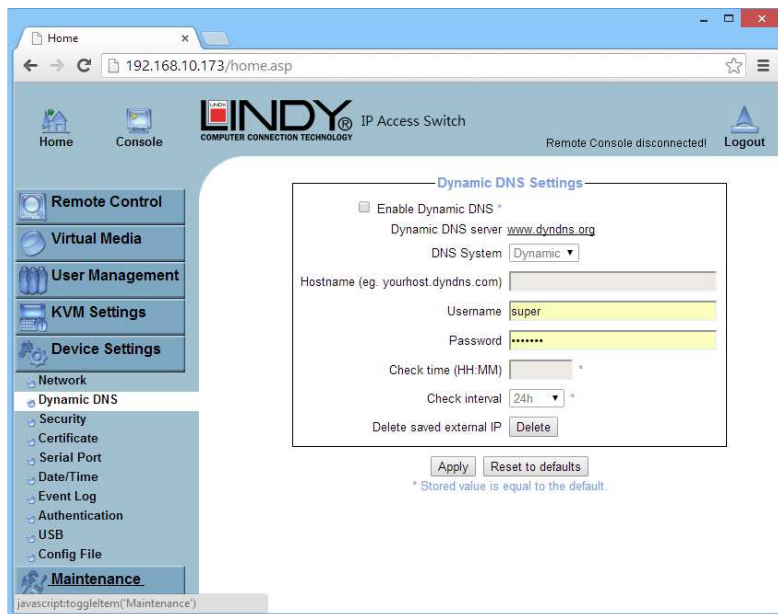 Home
192.168.10.173/home.asp
Home
Console
LINDY®
COMPUTER CONNECTION TECHNOLOGY
IP Access Switch
Remote Console disconnected!
Logout
Remote Control
Virtual Media
User Management
KVM Settings
Device Settings
Network
Dynamic DNS
Security
Certificate
Serial Port
Date/Time
Event Log
Authentication
USB
Config File
Maintenance
javascript:toggleItem('Maintenance')
Dynamic DNS Settings
Enable Dynamic DNS *
Dynamic DNS server www.dyndns.org
DNS System Dynamic
Hostname (eg. yourhost.dyndns.com)
Username super
Password •••••••
Check time (HH:MM) *
Check interval 24h *
Delete saved external IP Delete
Apply Reset to defaults
* Stored value is equal to the default.